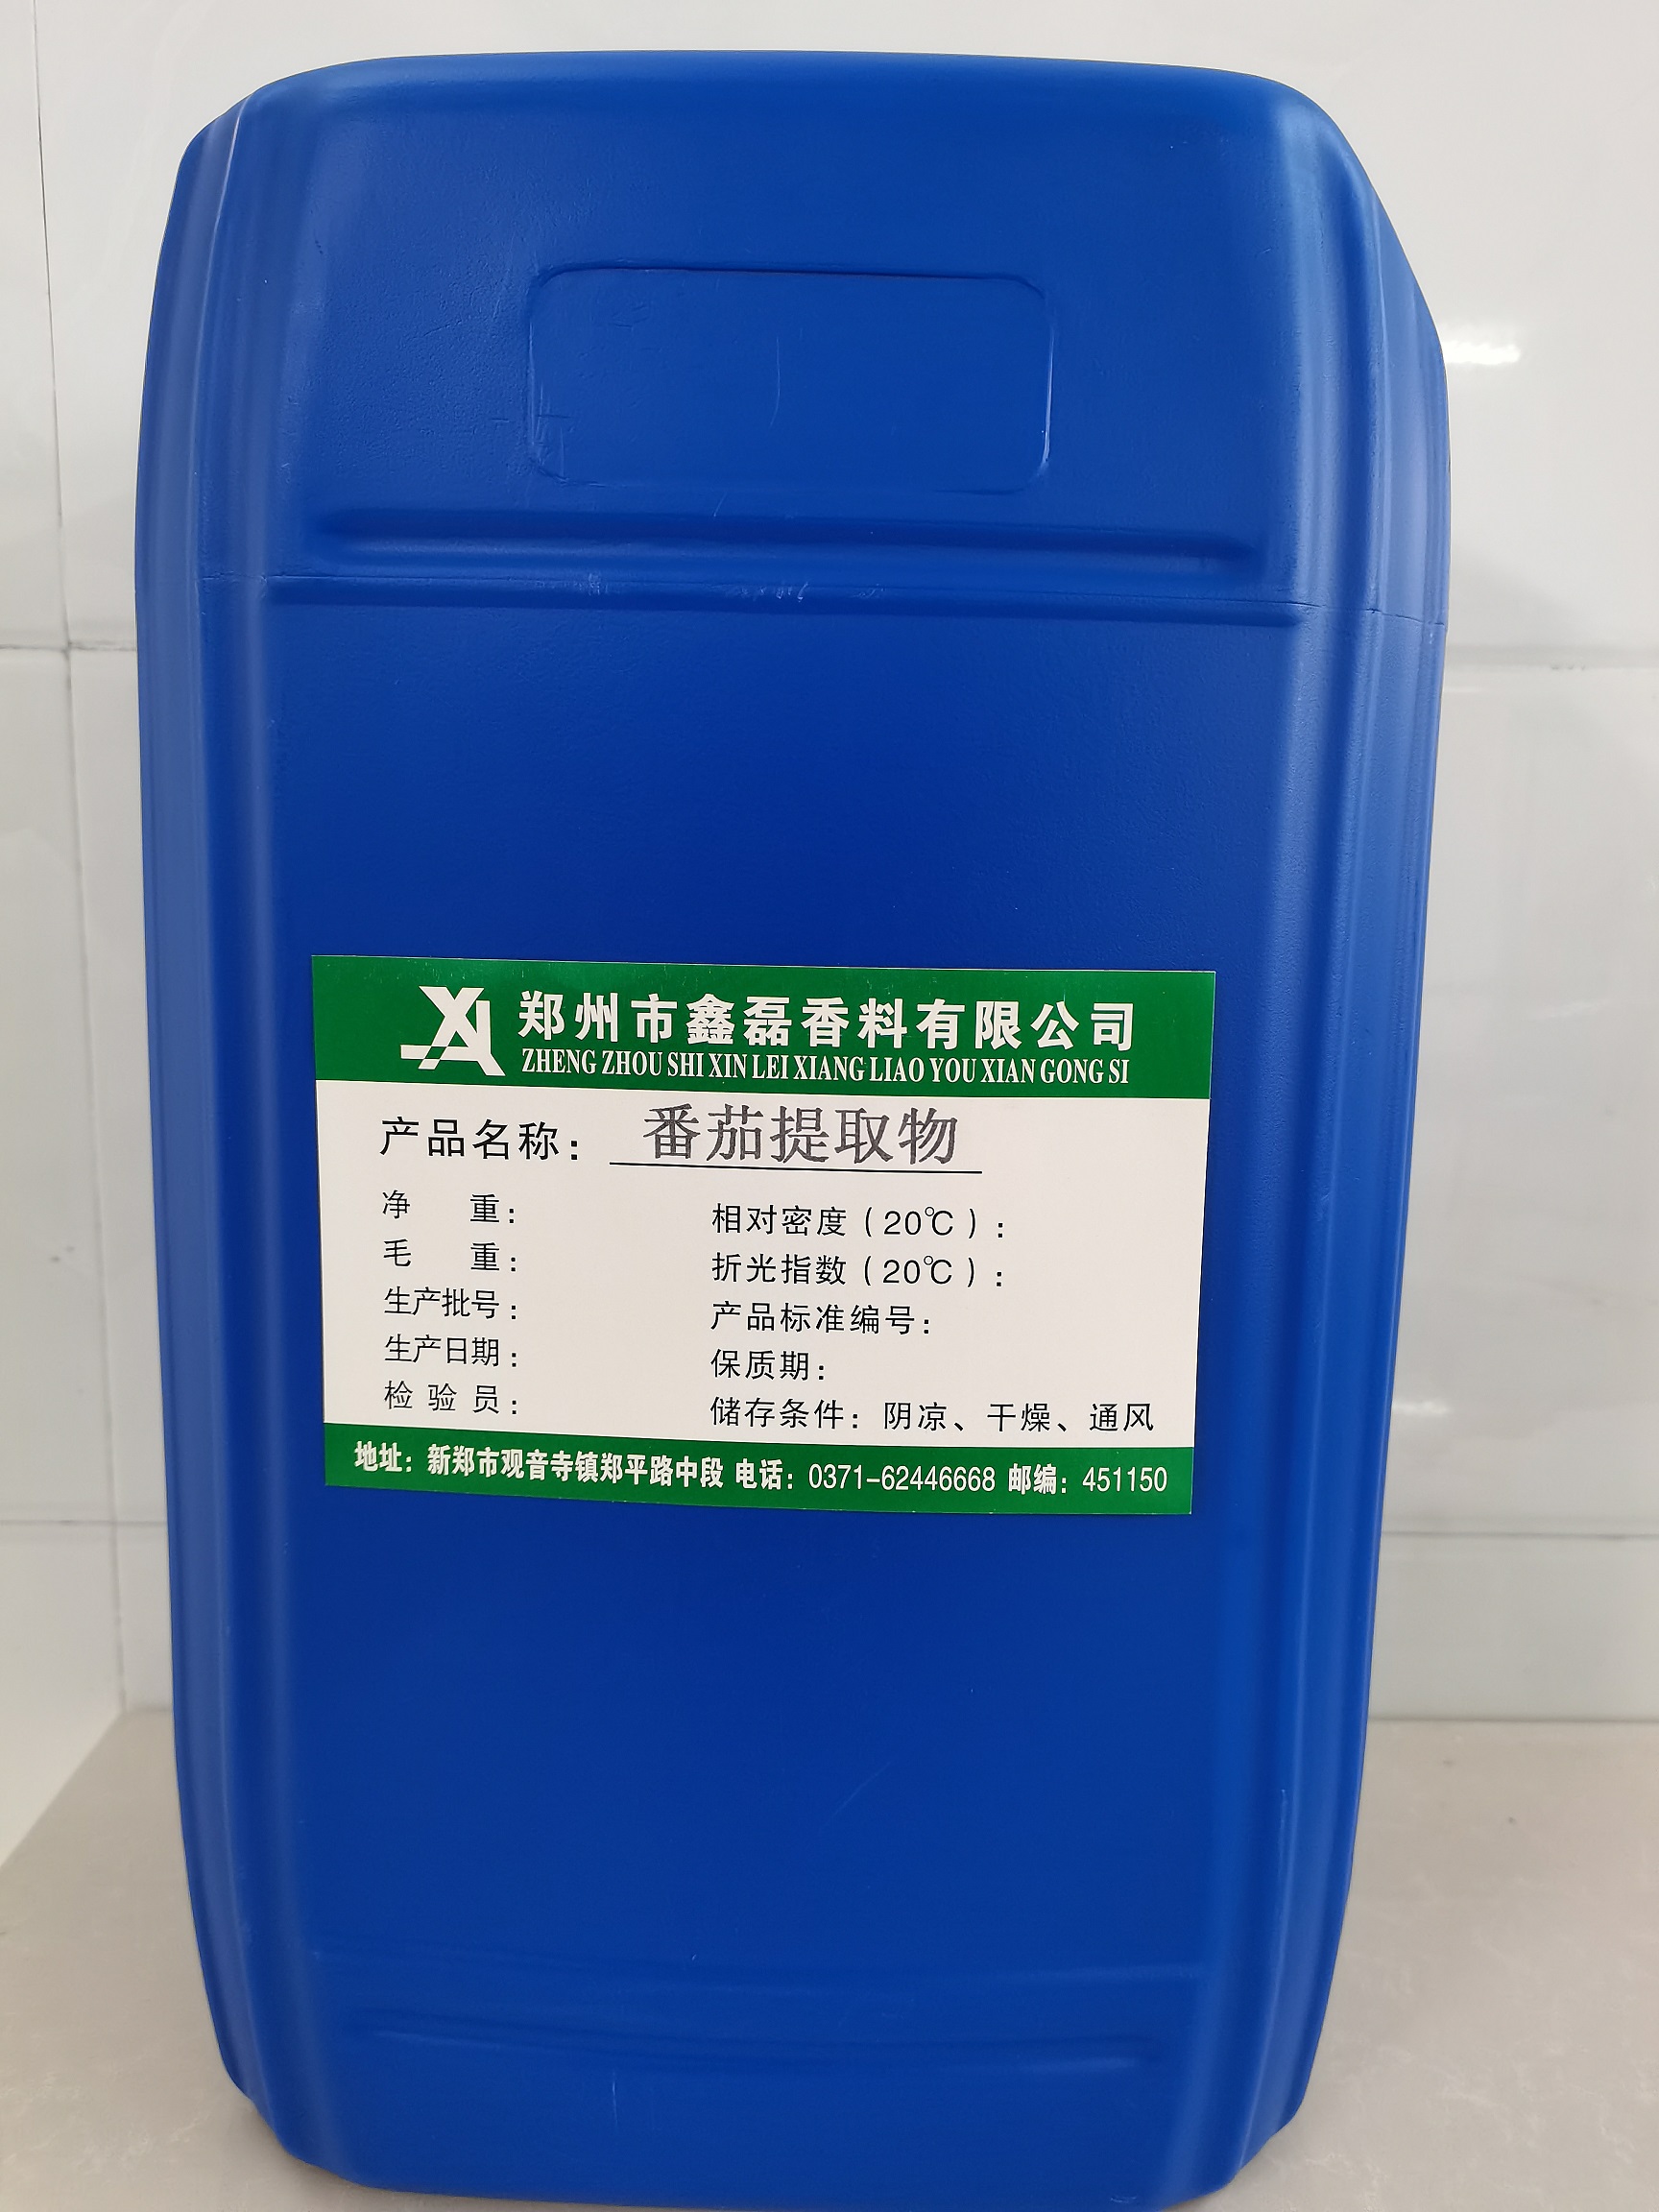 郑州市鑫磊香料有限公司
ZHENG ZHOU SHI XIN LEI XIANG LIAO YOU XIAN GONG SI
产品名称：番茄提取物
净重：
毛重：
生产批号：
生产日期：
检验员：
相对密度（20℃）：
折光指数（20℃）：
产品标准编号：
保质期：
储存条件：阴凉、干燥、通风
地址：新郑市观音寺镇郑平路中段 电话：0371-62446668 邮编：451150